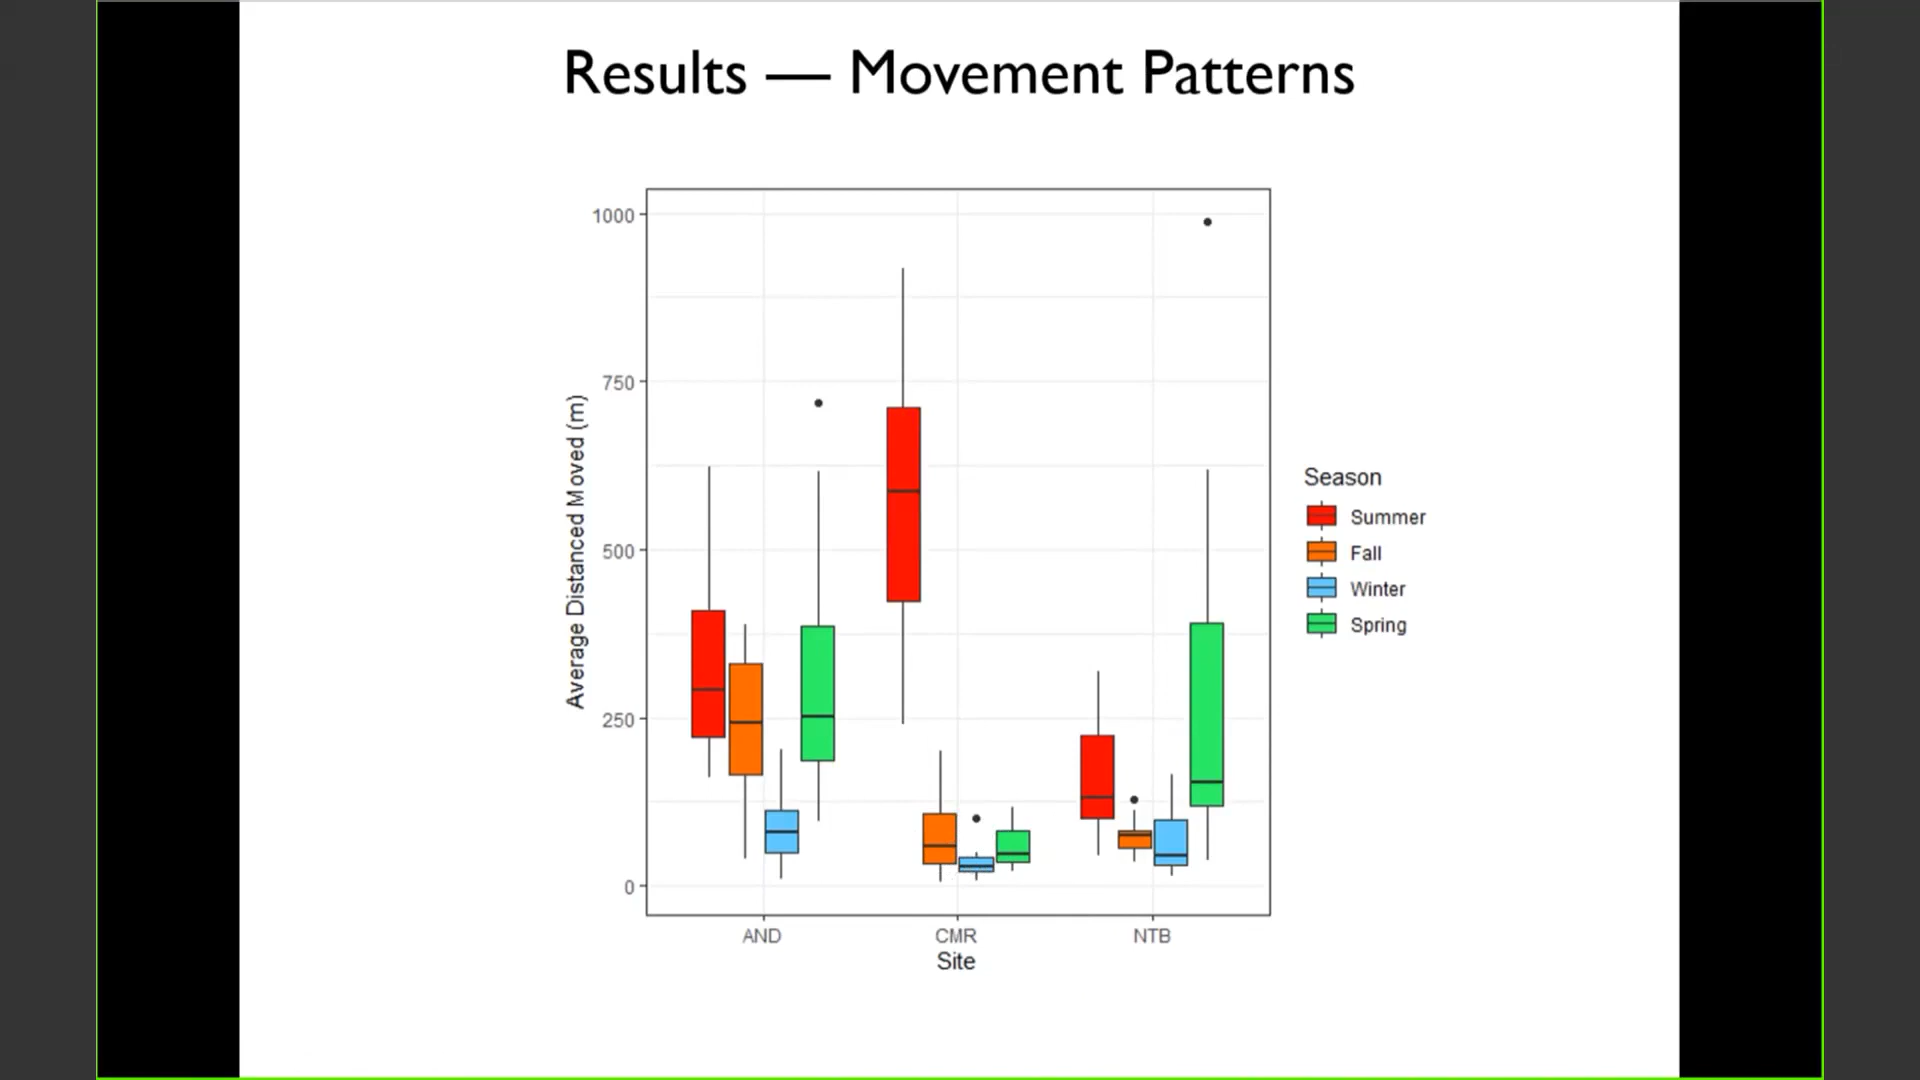 Results — Movement Patterns
1000
750
500
250
0
Average Distanced Moved (m)
AND
CMR
NTB
Site
Season
Summer
Fall
Winter
Spring